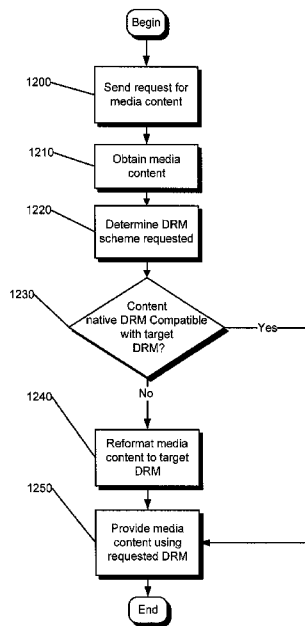 Begin
1200
Send request for
media content
1210
Obtain media
content
1220
Determine DRM
scheme requested
1230
Content
native DRM Compatible
with target
DRM?
Yes
No
1240
Reformat media
content to target
DRM
1250
Provide media
content using
requested DRM
End